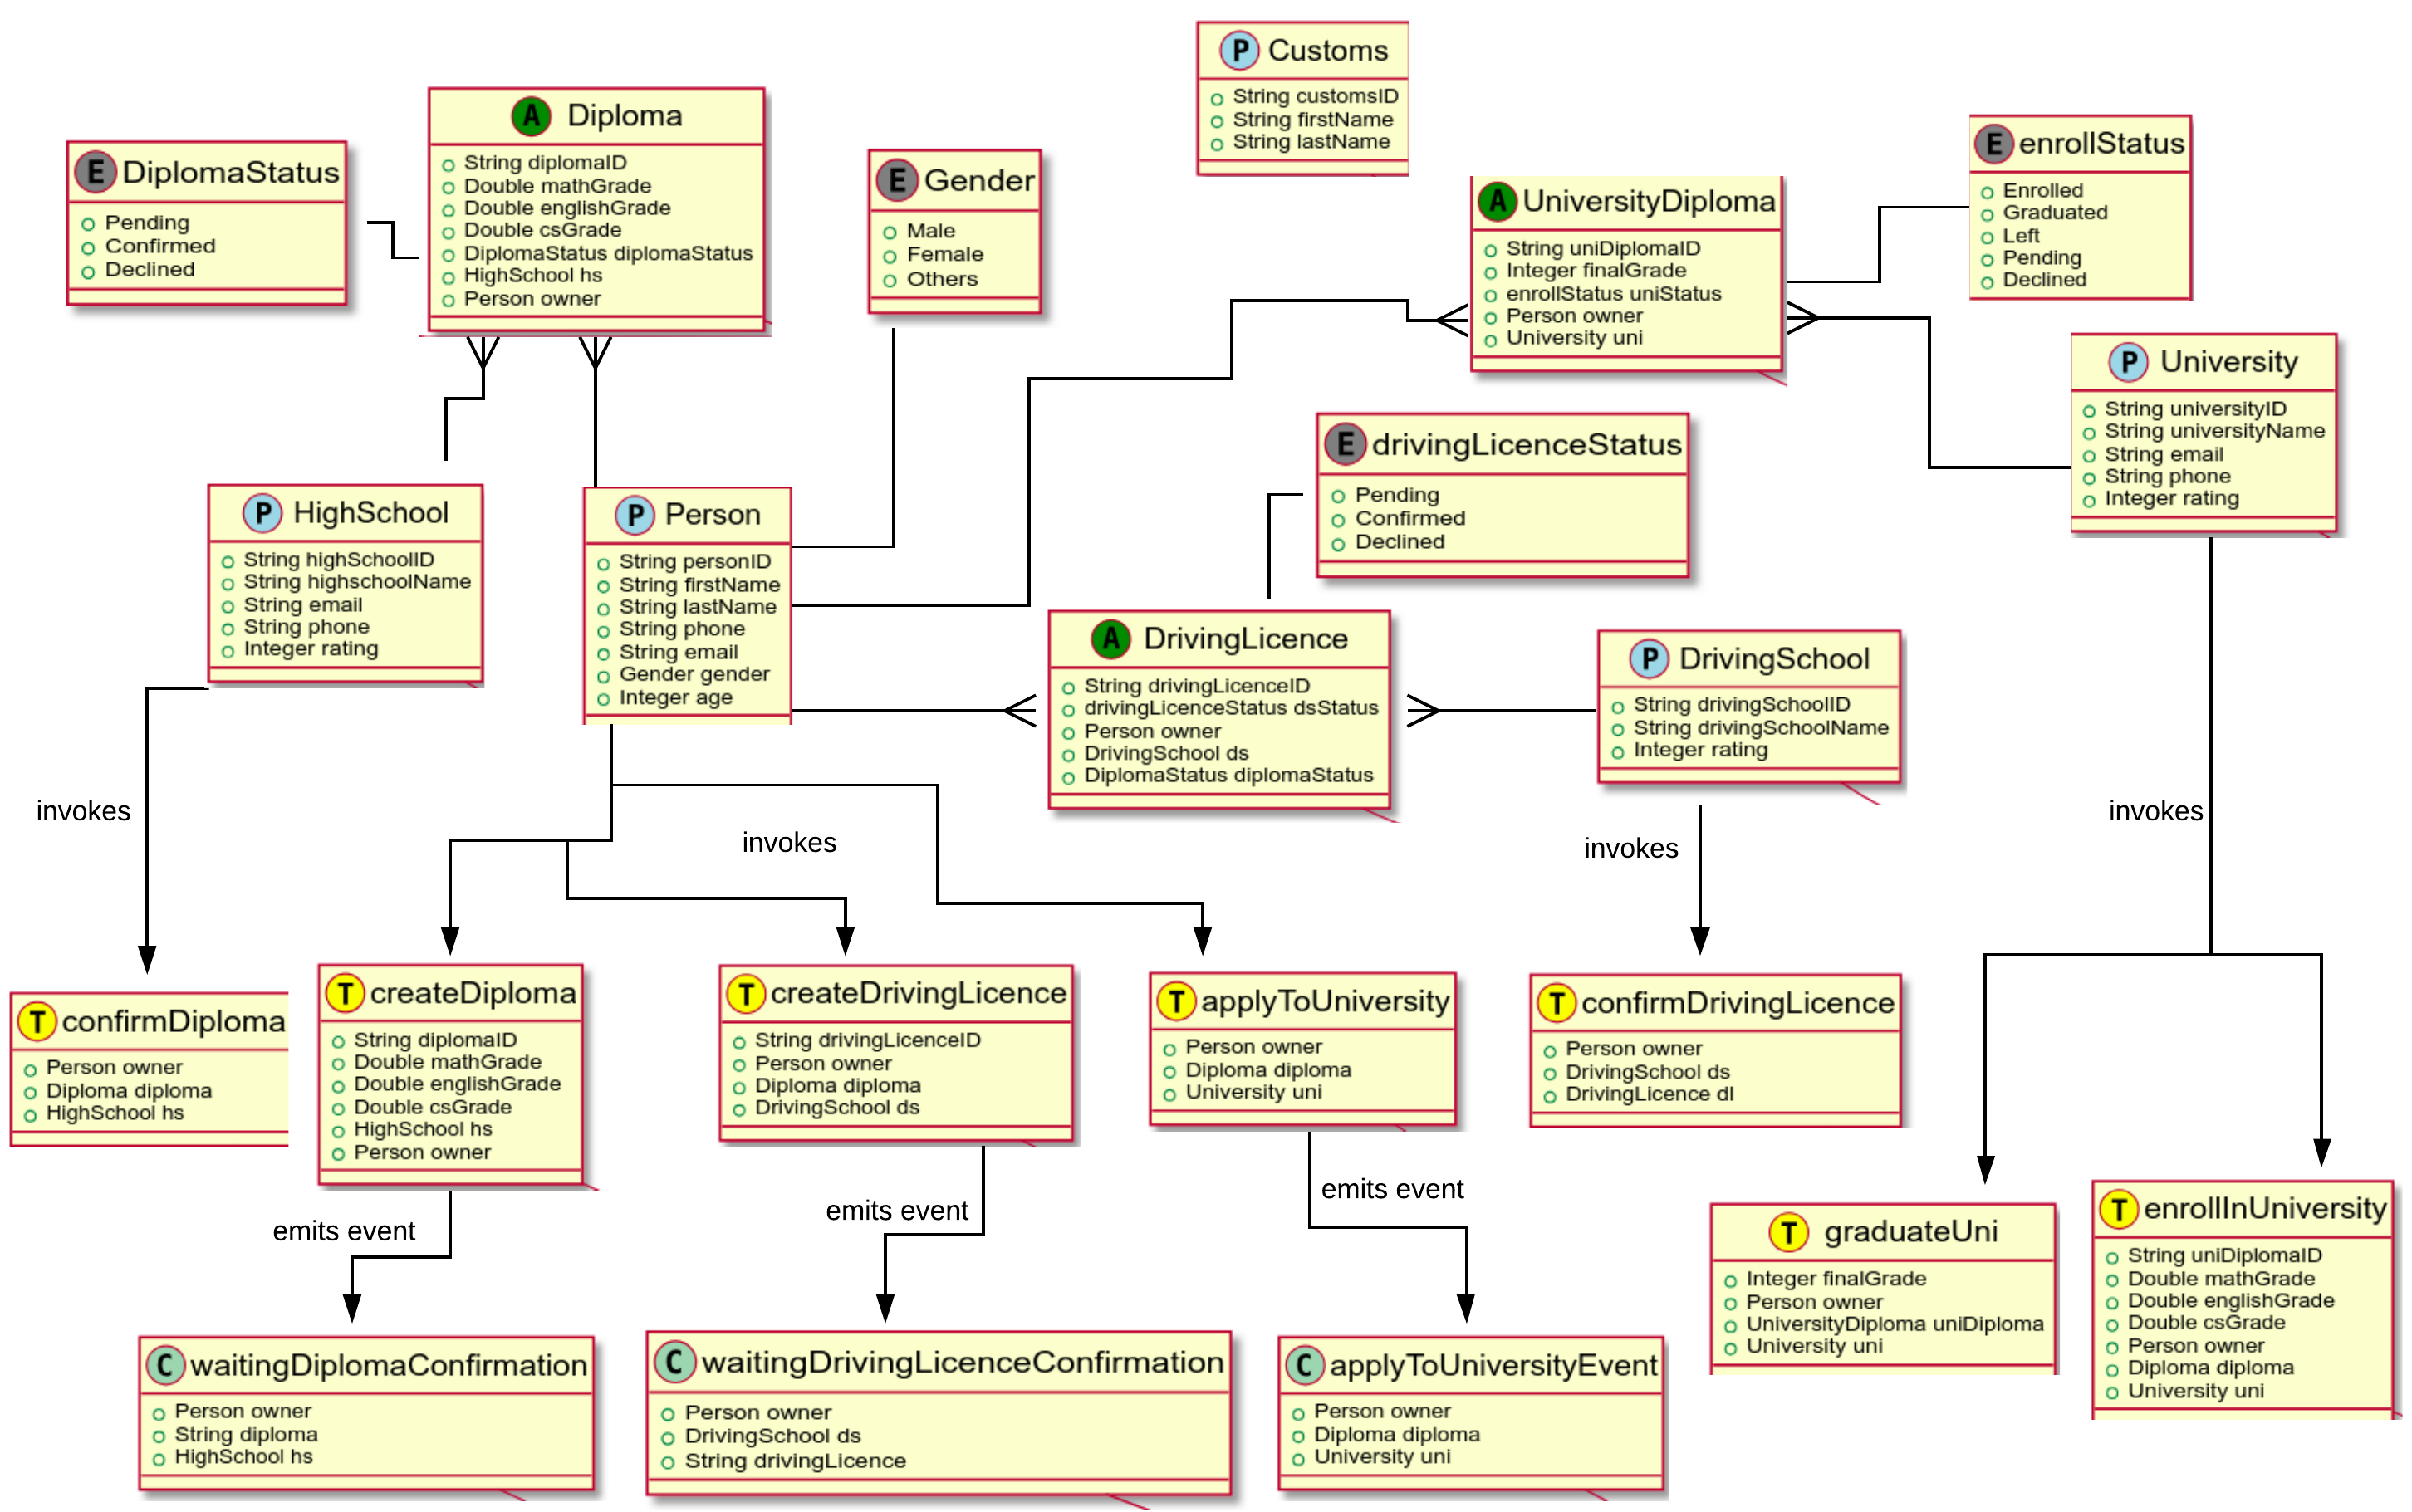 P Customs
String customsID
String firstName
String lastName
A Diploma
String diplomaID
Double mathGrade
Double englishGrade
Double csGrade
DiplomaStatus diplomaStatus
HighSchool hs
Person owner
E DiplomaStatus
Pending
Confirmed
Declined
E Gender
Male
Female
Others
A UniversityDiploma
String uniDiplomaID
Integer finalGrade
enrollStatus uniStatus
Person owner
University uni
E enrollStatus
Enrolled
Graduated
Left
Pending
Declined
P University
String universityID
String universityName
String email
String phone
Integer rating
E drivingLicenceStatus
Pending
Confirmed
Declined
P HighSchool
String highSchoolID
String highschoolName
String email
String phone
Integer rating
P Person
String personID
String firstName
String lastName
String phone
String email
Gender gender
Integer age
A DrivingLicence
String drivingLicenceID
drivingLicenceStatus dsStatus
Person owner
DrivingSchool ds
DiplomaStatus diplomaStatus
P DrivingSchool
String drivingSchoolID
String drivingSchoolName
Integer rating
invokes
invokes
invokes
invokes
T confirmDiploma
Person owner
Diploma diploma
HighSchool hs
T createDiploma
String diplomaID
Double mathGrade
Double englishGrade
Double csGrade
HighSchool hs
Person owner
T createDrivingLicence
String drivingLicenceID
Person owner
Diploma diploma
DrivingSchool ds
T applyToUniversity
Person owner
Diploma diploma
University uni
T confirmDrivingLicence
Person owner
DrivingSchool ds
DrivingLicence dl
emits event
emits event
emits event
T graduateUni
Integer finalGrade
Person owner
UniversityDiploma uniDiploma
University uni
T enrollInUniversity
String uniDiplomaID
Double mathGrade
Double englishGrade
Double csGrade
Person owner
Diploma diploma
University uni
C waitingDiplomaConfirmation
Person owner
String diploma
HighSchool hs
C waitingDrivingLicenceConfirmation
Person owner
DrivingSchool ds
String drivingLicence
C applyToUniversityEvent
Person owner
Diploma diploma
University uni